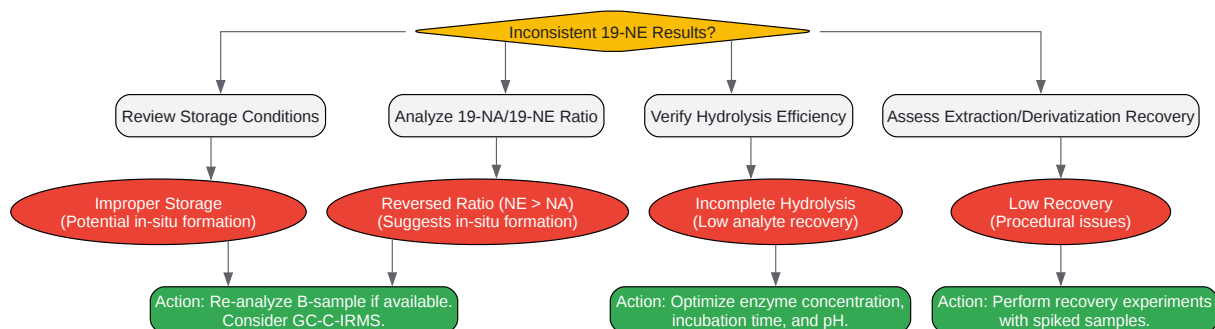 Inconsistent 19-NE Results?
Review Storage Conditions
Analyze 19-NA/19-NE Ratio
Verify Hydrolysis Efficiency
Assess Extraction/Derivatization Recovery
Improper Storage
(Potential in-situ formation)
Reversed Ratio (NE > NA)
(Suggests in-situ formation)
Incomplete Hydrolysis
(Low analyte recovery)
Low Recovery
(Procedural issues)
Action: Re-analyze B-sample if available.
Consider GC-C-IRMS.
Action: Optimize enzyme concentration,
incubation time, and pH.
Action: Perform recovery experiments
with spiked samples.